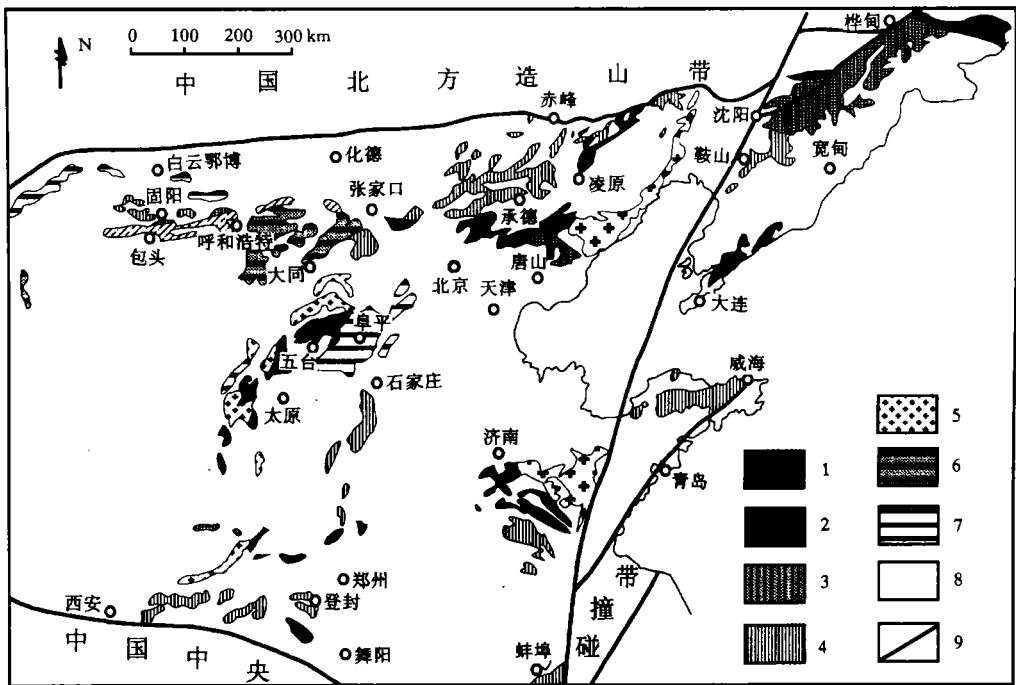 桦甸
N
0 100 200 300 km
中国北方造山带
赤峰
沈阳
白云鄂博
化德
鞍山
宽甸
固阳
张家口
凌原
承德
呼和浩特
包头
大同
北京
唐山
天津
大连
阜平
五台
石家庄
威海
太原
济南
5
青岛
1
6
2
7
郑州
带
3
8
西安
登封
撞
4
9
中国中央
舞阳
蚌埠
碰